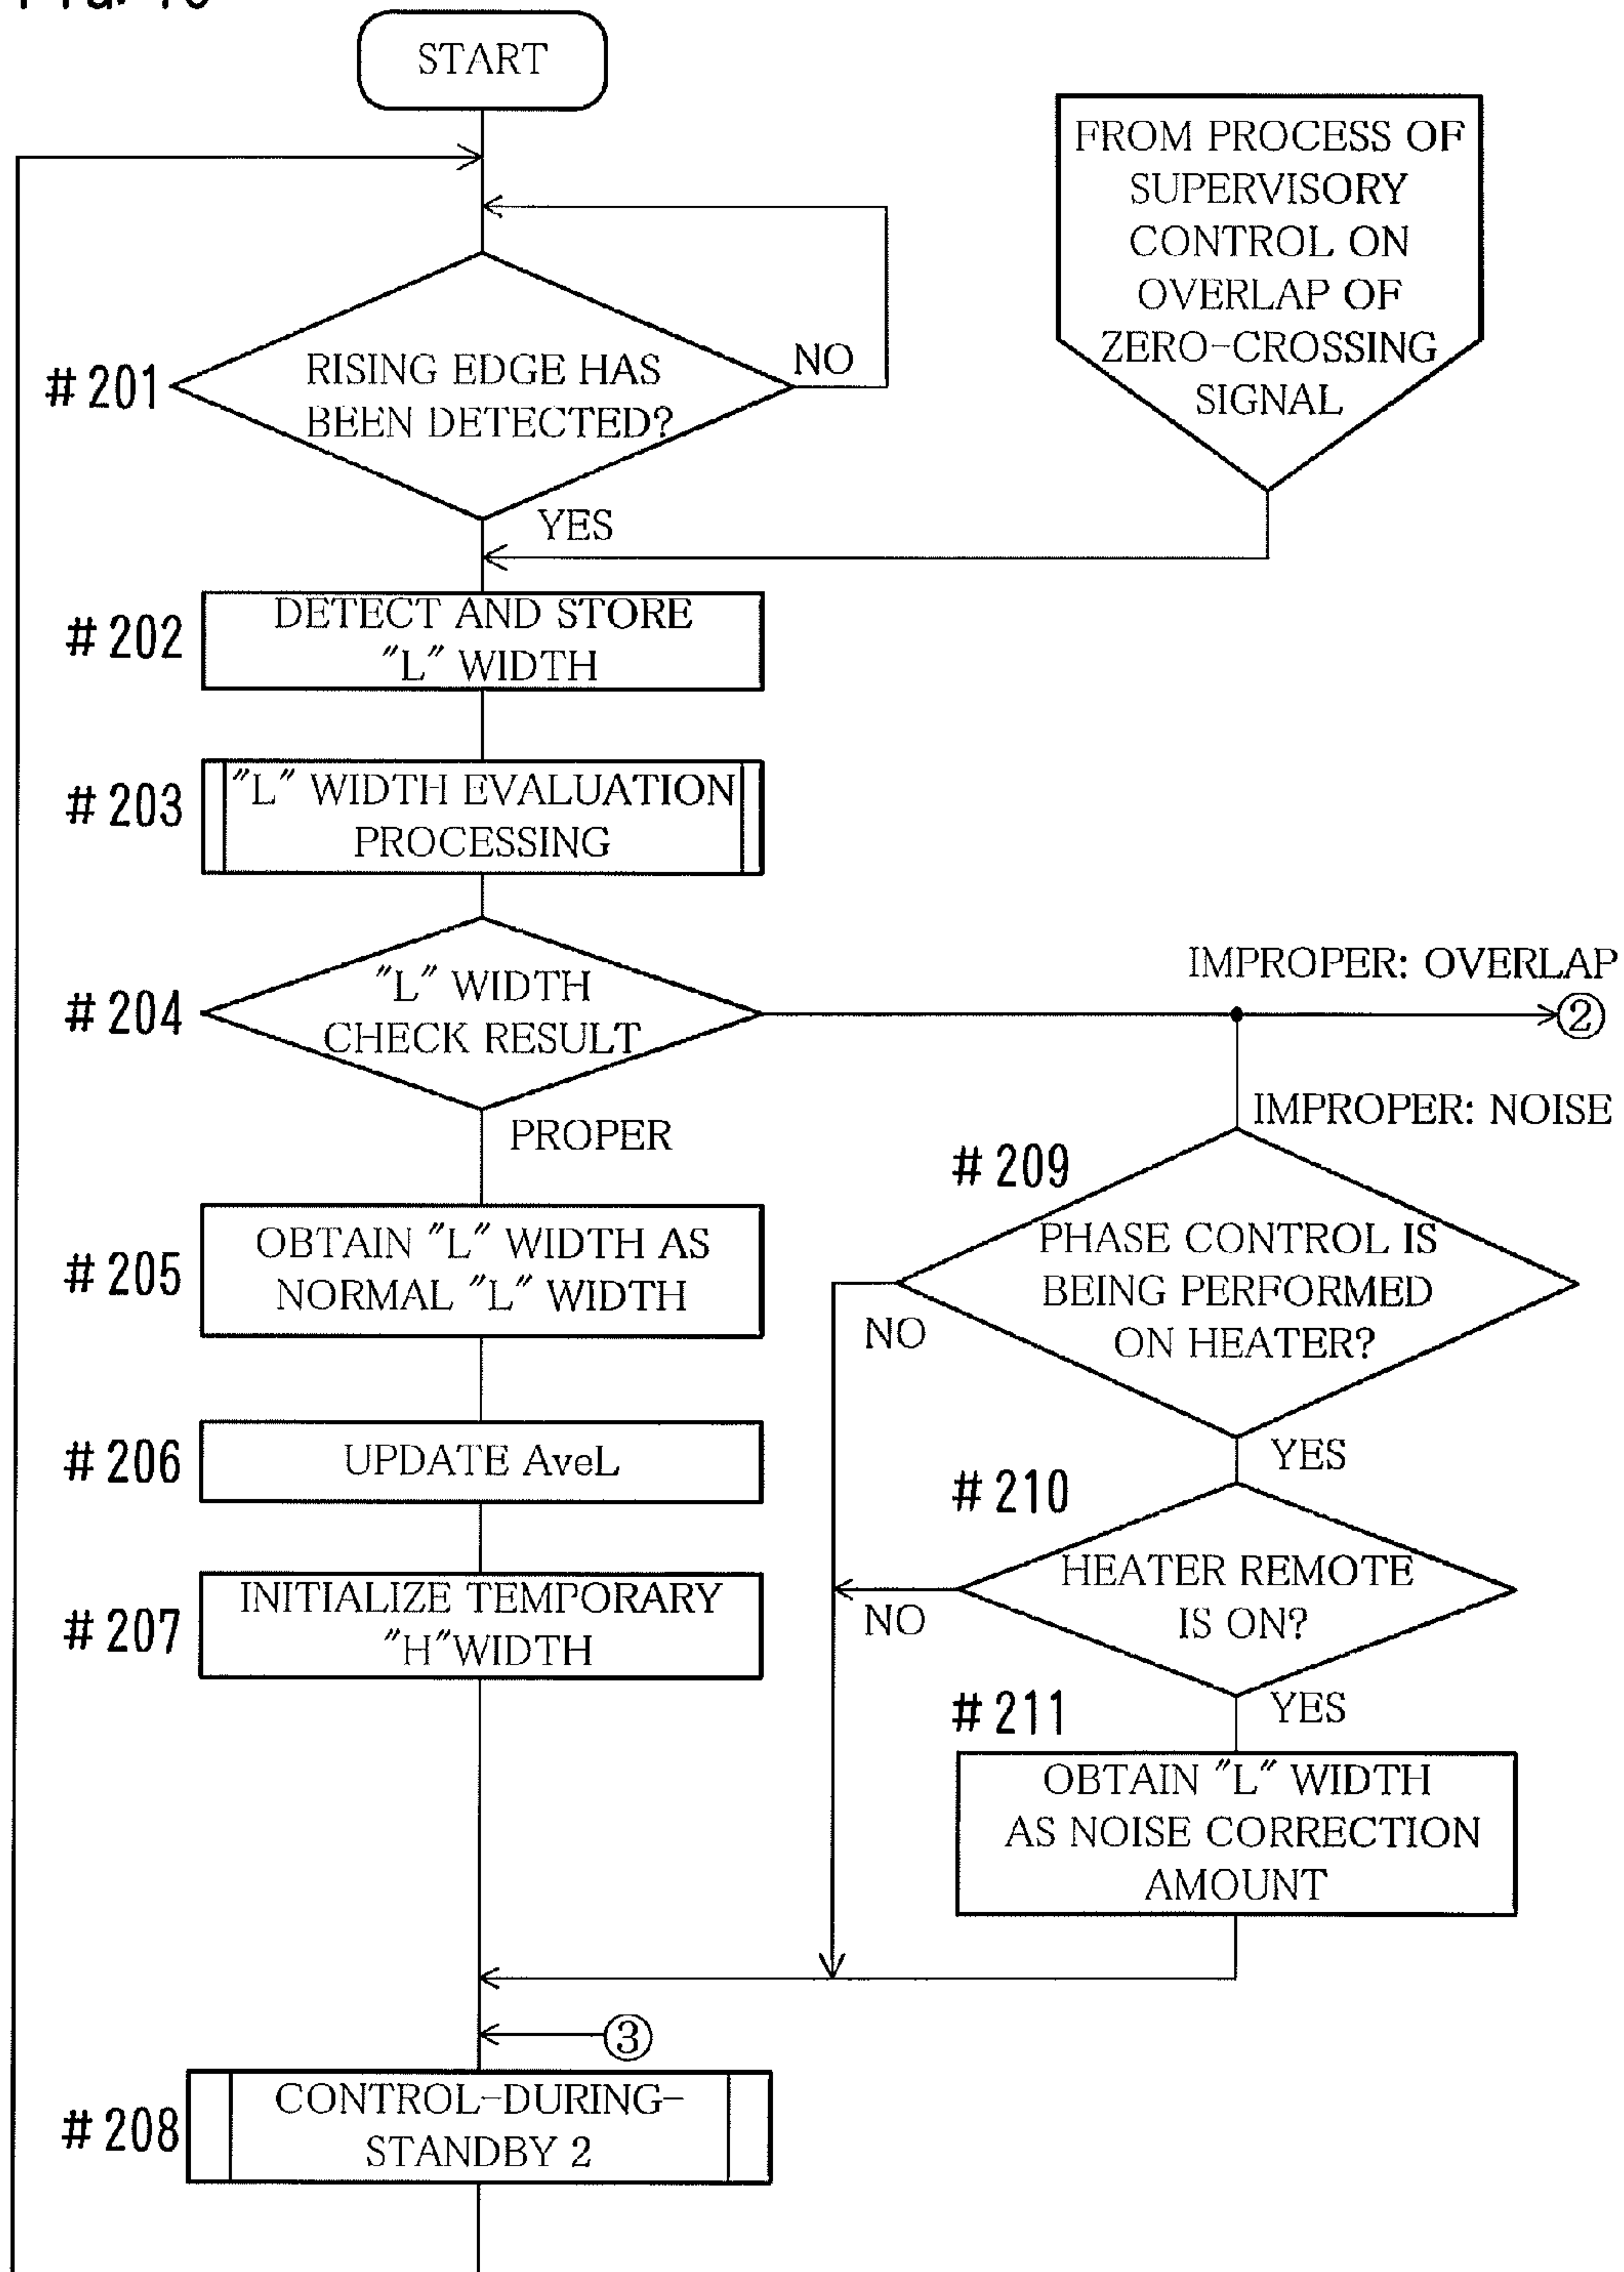 START
FROM PROCESS OF
SUPERVISORY
CONTROL ON
OVERLAP OF
ZERO-CROSSING
SIGNAL
#201
RISING EDGE HAS
BEEN DETECTED?
NO
YES
#202
DETECT AND STORE
"L" WIDTH
#203
"L" WIDTH EVALUATION
PROCESSING
#204
"L" WIDTH
CHECK RESULT
IMPROPER: OVERLAP
②
PROPER
IMPROPER: NOISE
#205
OBTAIN "L" WIDTH AS
NORMAL "L" WIDTH
#209
PHASE CONTROL IS
BEING PERFORMED
ON HEATER?
NO
YES
#206
UPDATE AveL
#210
HEATER REMOTE
IS ON?
NO
YES
#207
INITIALIZE TEMPORARY
"H"WIDTH
#211
OBTAIN "L" WIDTH
AS NOISE CORRECTION
AMOUNT
③
#208
CONTROL-DURING-
STANDBY 2